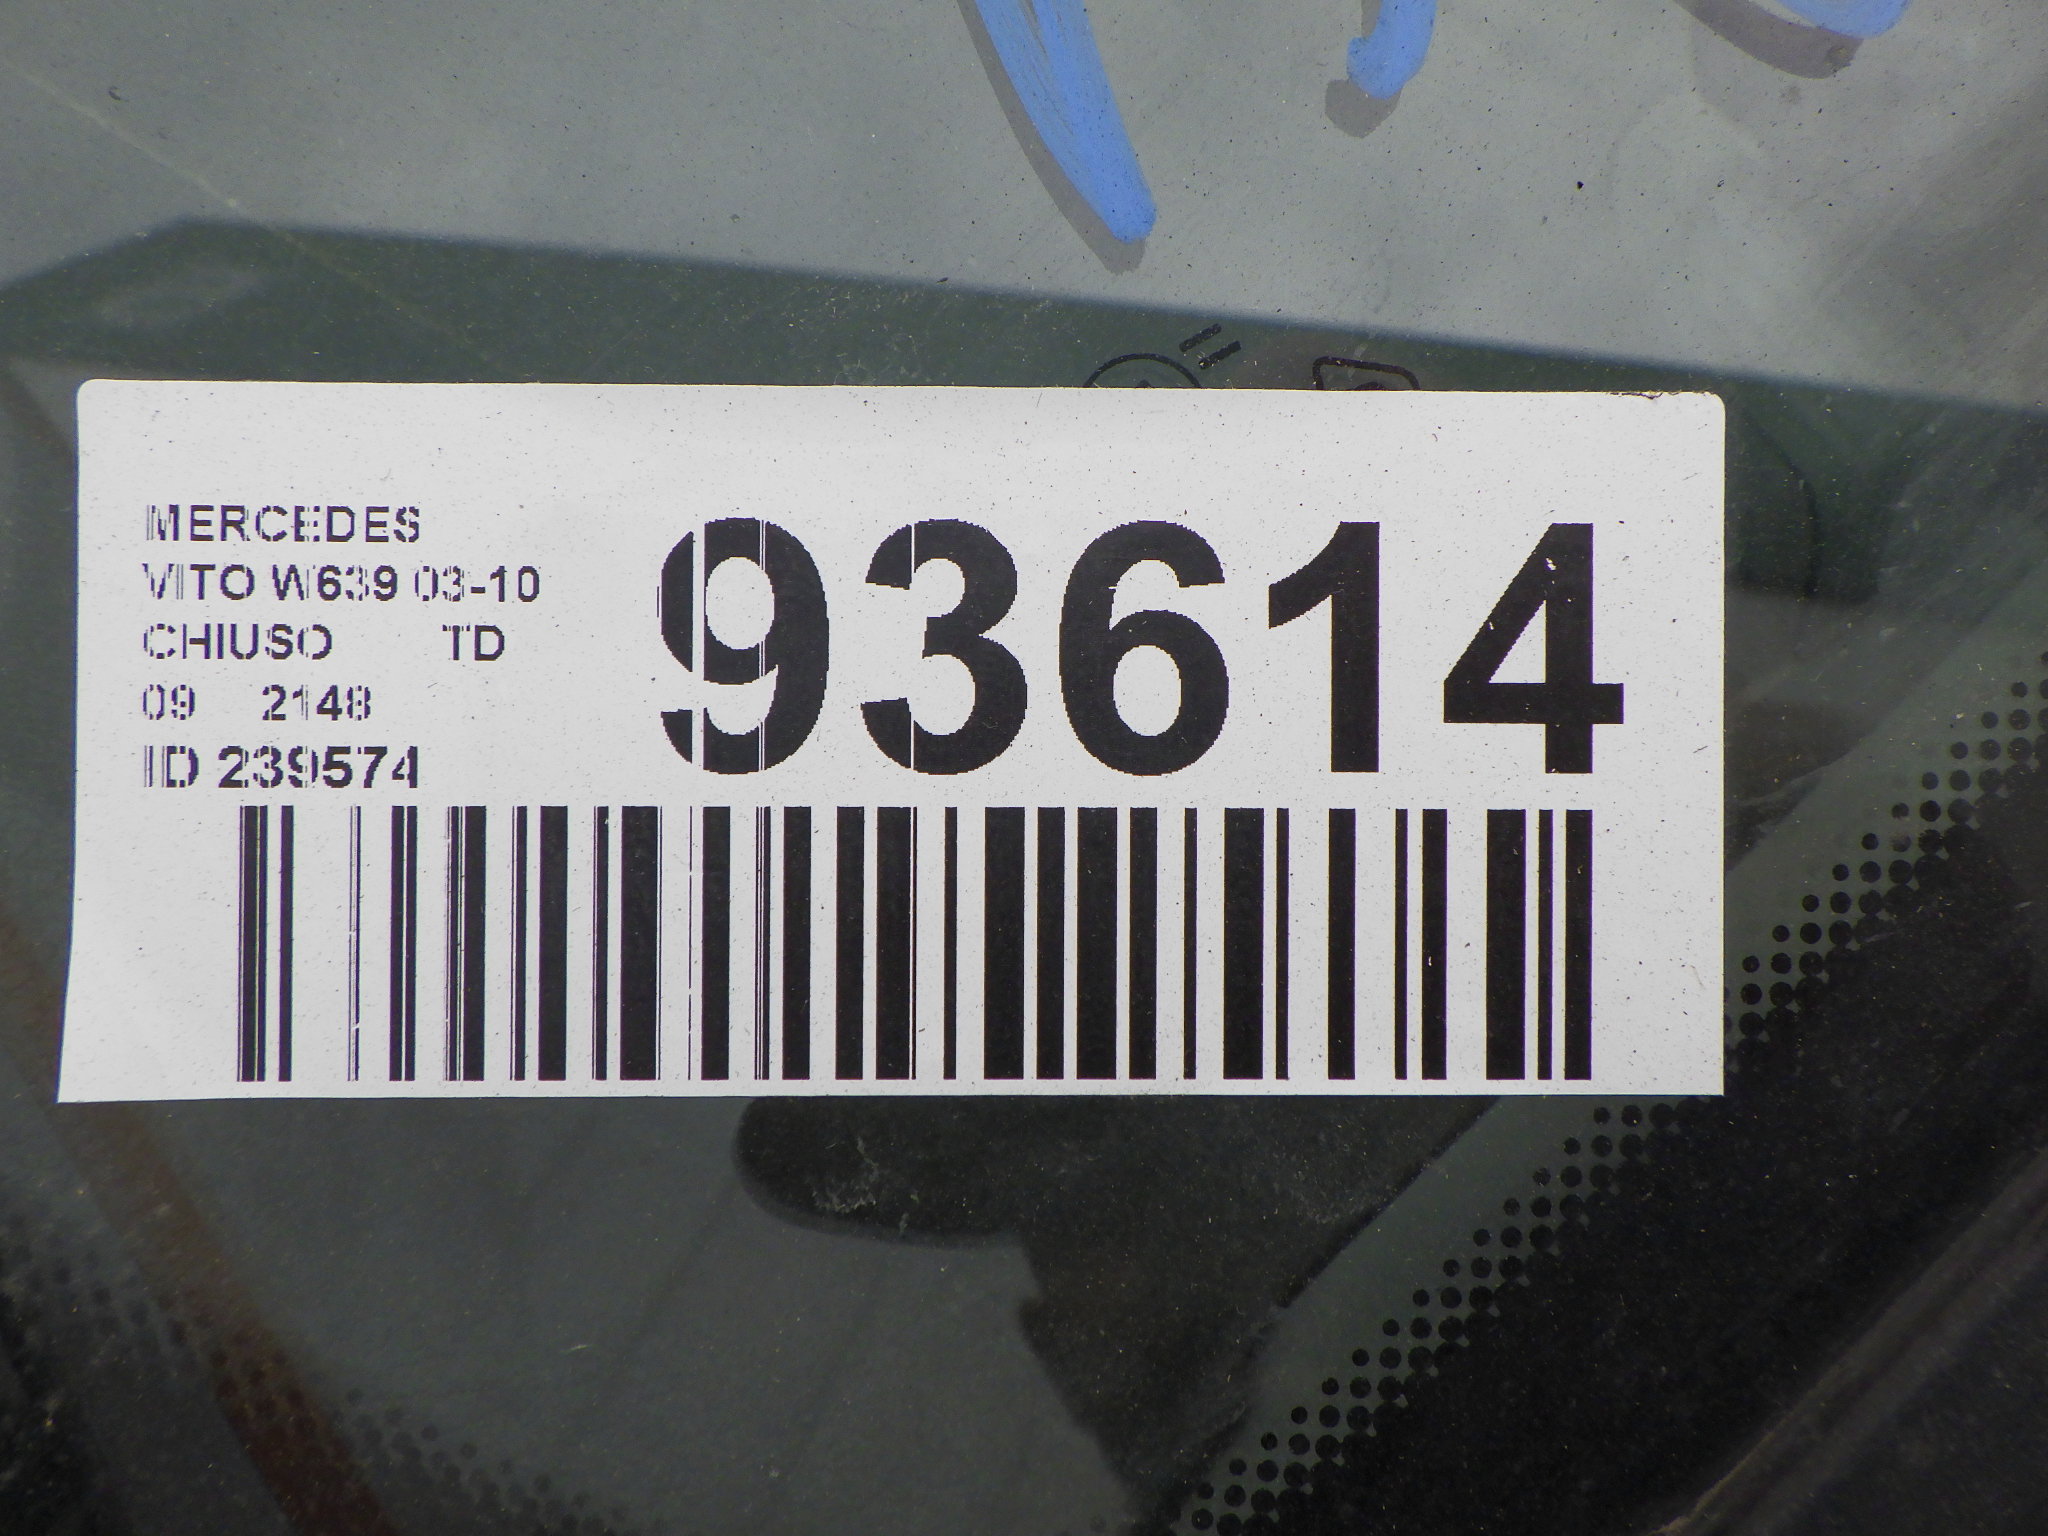 MERCEDES
VITO W639 03-10
CHIUSO TD
09 2148
ID 239574
93614